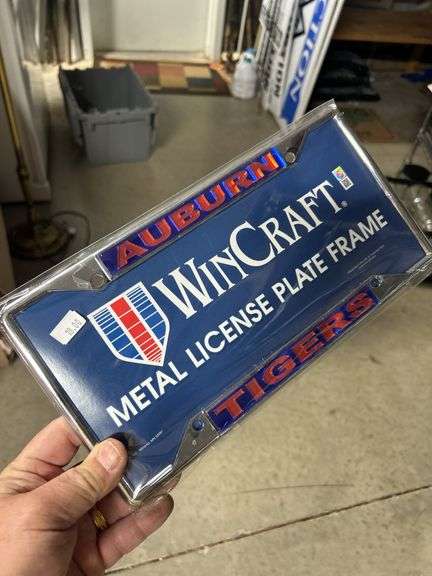 AUBURN
WINCRAFT®
METAL LICENSE PLATE FRAME
TIGERS